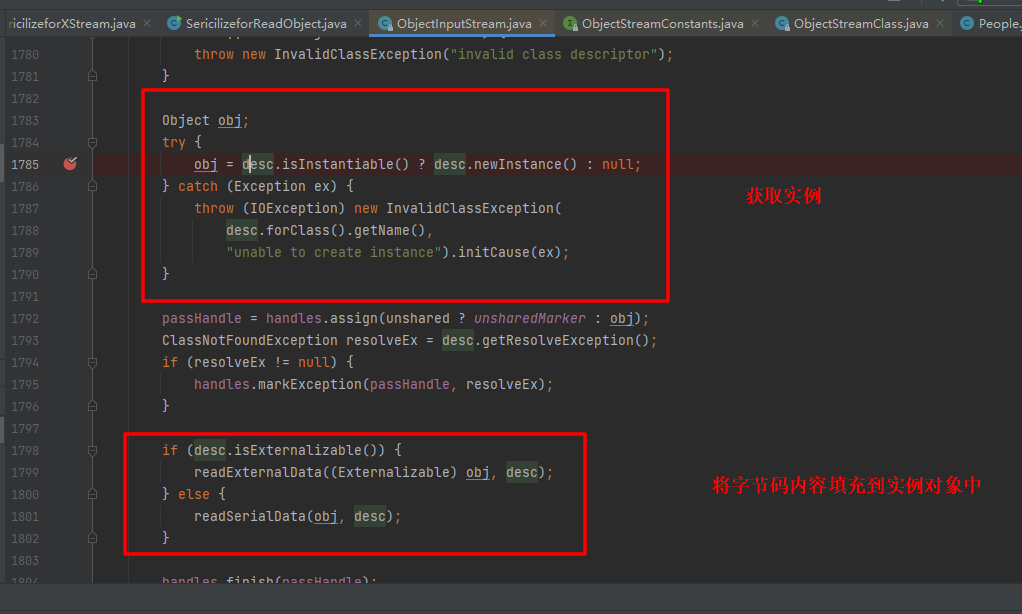 ricilizeforXStream.java SericilizeforReadObject.java ObjectInputStream.java ObjectStreamConstants.java ObjectStreamClass.java People.
1780 throw new InvalidClassException("invalid class descriptor");
1781 }
1782
1783 Object obj;
1784 try {
1785 obj = desc.isInstantiable() ? desc.newInstance() : null;
1786 } catch (Exception ex) {
1787 throw (IOException) new InvalidClassException(
获取实例
1788 desc.forClass().getName(),
1789 "unable to create instance").initCause(ex);
1790 }
1791
1792 passHandle = handles.assign(unshared ? unsharedMarker : obj);
1793 ClassNotFoundException resolveEx = desc.getResolveException();
1794 if (resolveEx != null) {
1795 handles.markException(passHandle, resolveEx);
1796 }
1797
1798 if (desc.isExternalizable()) {
1799 readExternalData((Externalizable) obj, desc);
将字节码内容填充到实例对象中
1800 } else {
1801 readSerialData(obj, desc);
1802 }
1803
1804 handles.finish(passHandle);